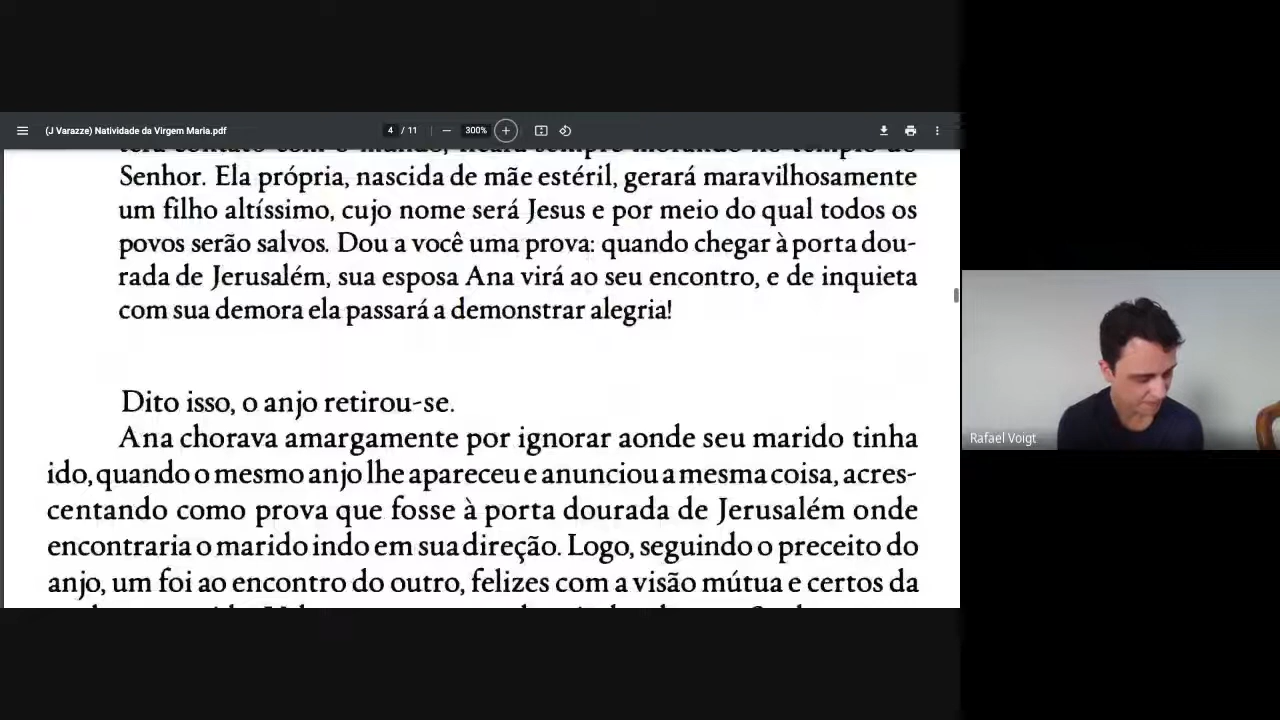 (J Varazze) Natividade da Virgem Maria.pdf
4 / 11
300%
Senhor. Ela própria, nascida de mãe estéril, gerará maravilhosamente
um filho altíssimo, cujo nome será Jesus e por meio do qual todos os
povos serão salvos. Dou a você uma prova: quando chegar à porta dou-
rada de Jerusalém, sua esposa Ana virá ao seu encontro, e de inquieta
com sua demora ela passará a demonstrar alegria!
Dito isso, o anjo retirou-se.
Ana chorava amargamente por ignorar aonde seu marido tinha
ido, quando o mesmo anjo lhe apareceu e anunciou a mesma coisa, acres-
centando como prova que fosse à porta dourada de Jerusalém onde
encontraria o marido indo em sua direção. Logo, seguindo o preceito do
anjo, um foi ao encontro do outro, felizes com a visão mútua e certos da
Rafael Voigt